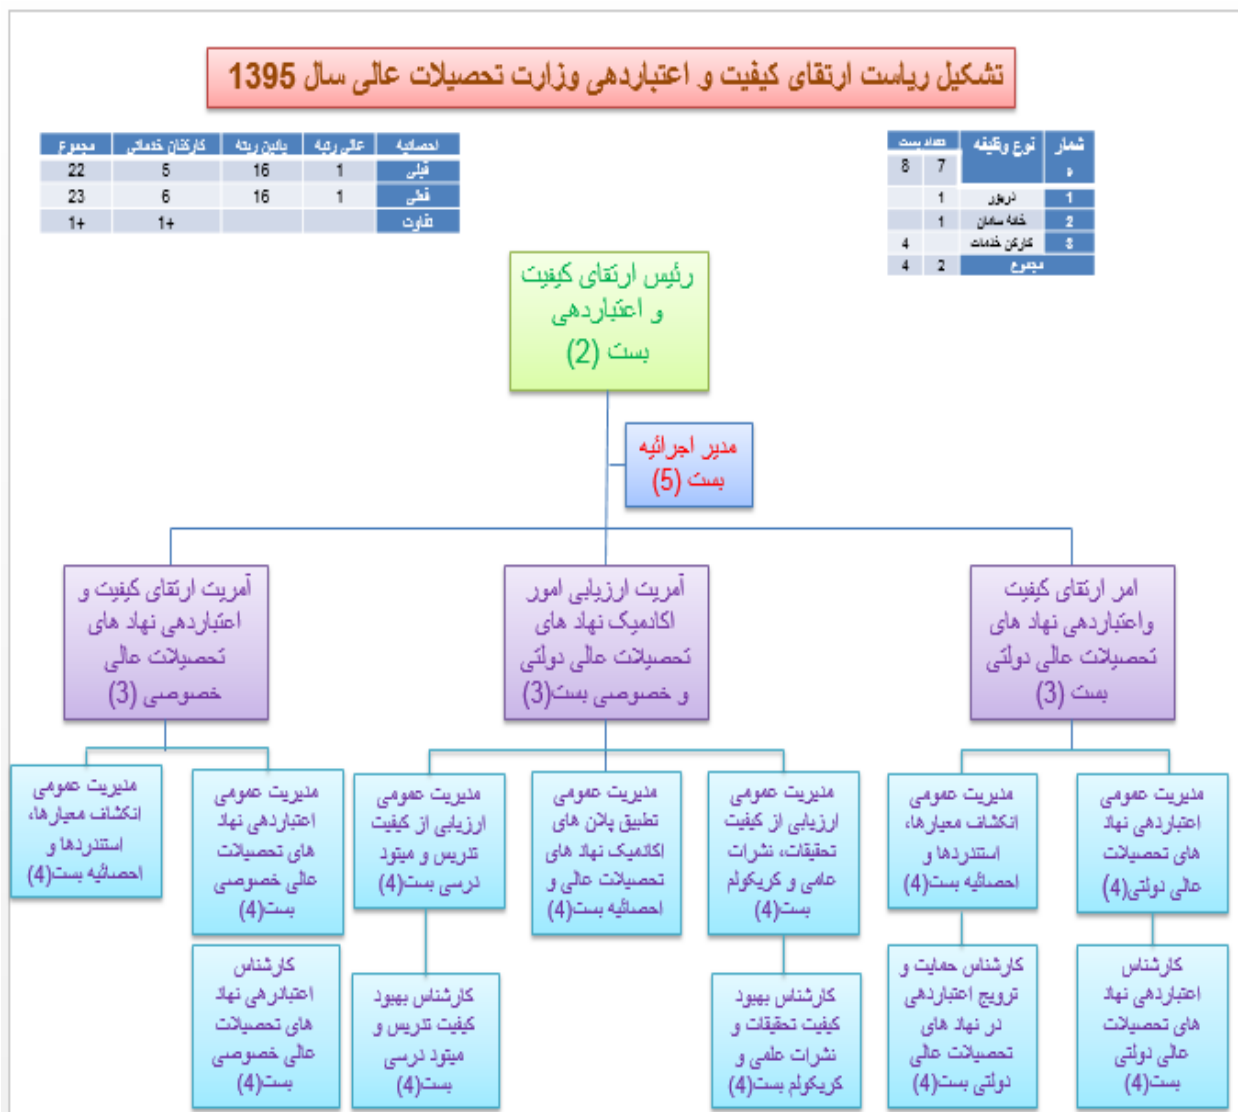 تشکیل ریاست ارتقای کیفیت و اعتباردهی وزارت تحصیلات عالی سال 1395
شمار ه نوع وظیفه تعداد بست
7 8
1 دریور 1
2 خانه سامان 1
3 کارکن خدمات 4
مجموع 2 4
احصائیه عالی رتبه پائین رتبه کارکنان خدماتی مجموع
قبلی 1 16 5 22
فعلی 1 16 6 23
تفاوت +1 +1
رئیس ارتقای کیفیت
و اعتباردهی
بست (2)
مدیر اجرائیه
بست (5)
امر ارتقای کیفیت
واعتباردهی نهاد های
تحصیلات عالی دولتی
بست (3)
آمریت ارزیابی امور
اکادمیک نهاد های
تحصیلات عالی دولتی
و خصوصی بست(3)
آمریت ارتقای کیفیت و
اعتباردهی نهاد های
تحصیلات عالی
خصوصی (3)
مدیریت عمومی
اعتباردهی نهاد
های تحصیلات
عالی دولتی(4)
مدیریت عمومی
انکشاف معیارها،
استندردها و
احصائیه بست(4)
مدیریت عمومی
ارزیابی از کیفیت
تحقیقات، نشرات
عامی و کریکولم
بست(4)
مدیریت عمومی
تطبیق پلان های
اکادمیک نهاد های
تحصیلات عالی و
احصائیه بست(4)
مدیریت عمومی
ارزیابی از کیفیت
تدریس و میتود
درسی بست(4)
مدیریت عمومی
اعتباردهی نهاد
های تحصیلات
عالی خصوصی
بست(4)
مدیریت عمومی
انکشاف معیارها،
استندردها و
احصائیه بست(4)
کارشناس
اعتباردهی نهاد
های تحصیلات
عالی دولتی
بست(4)
کارشناس حمایت و
ترویج اعتباردهی
در نهاد های
تحصیلات عالی
دولتی بست(4)
کارشناس بهبود
کیفیت تحقیقات و
نشرات علمی و
کریکولم بست(4)
کارشناس بهبود
کیفیت تدریس و
میتود درسی
بست(4)
کارشناس
اعتبادرهی نهاد
های تحصیلات
عالی خصوصی
بست(4)